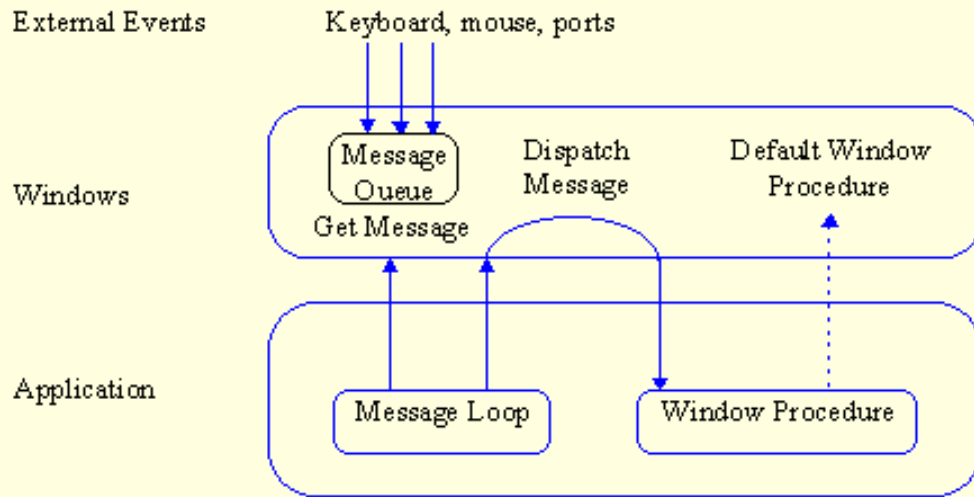 External Events
Keyboard, mouse, ports
Message
Queue
Dispatch
Message
Default Window
Procedure
Windows
Get Message
Application
Message Loop
Window Procedure